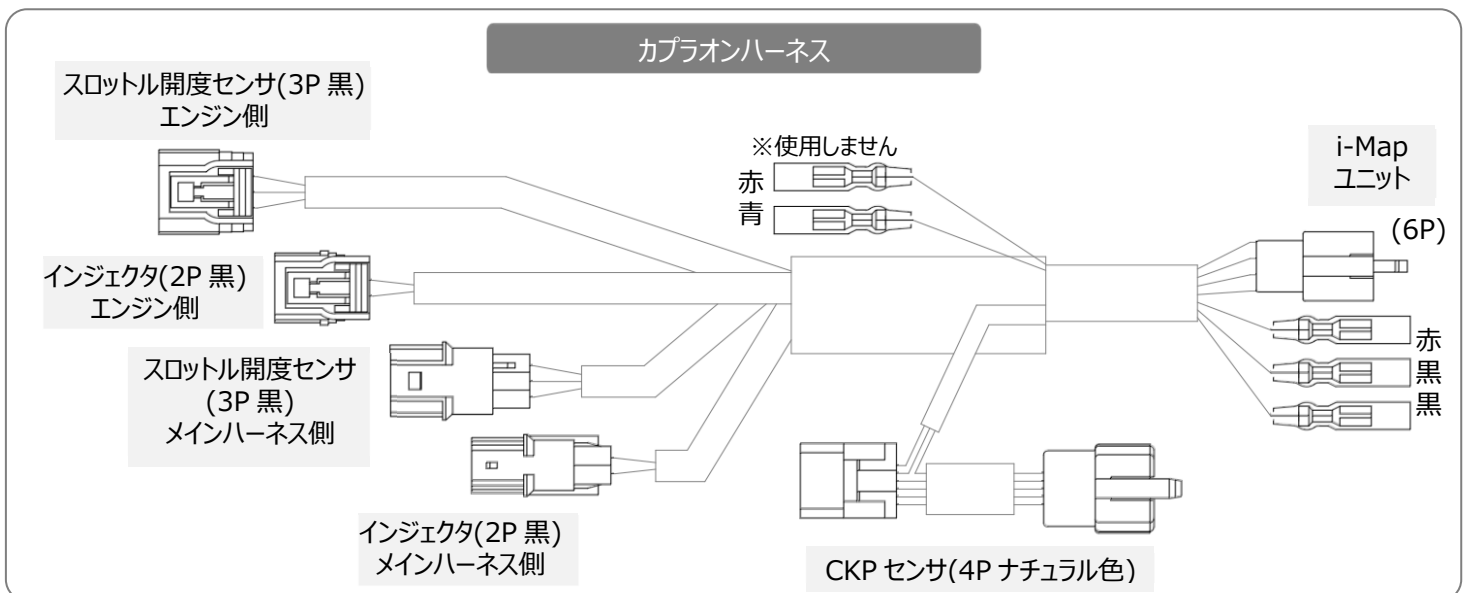 カプラオンハーネス
スロットル開度センサ(3P 黒)
エンジン側
※使用しません
赤
青
i-Map
ユニット
(6P)
インジェクタ(2P 黒)
エンジン側
赤
黒
黒
スロットル開度センサ
(3P 黒)
メインハーネス側
インジェクタ(2P 黒)
メインハーネス側
CKP センサ(4P ナチュラル色)